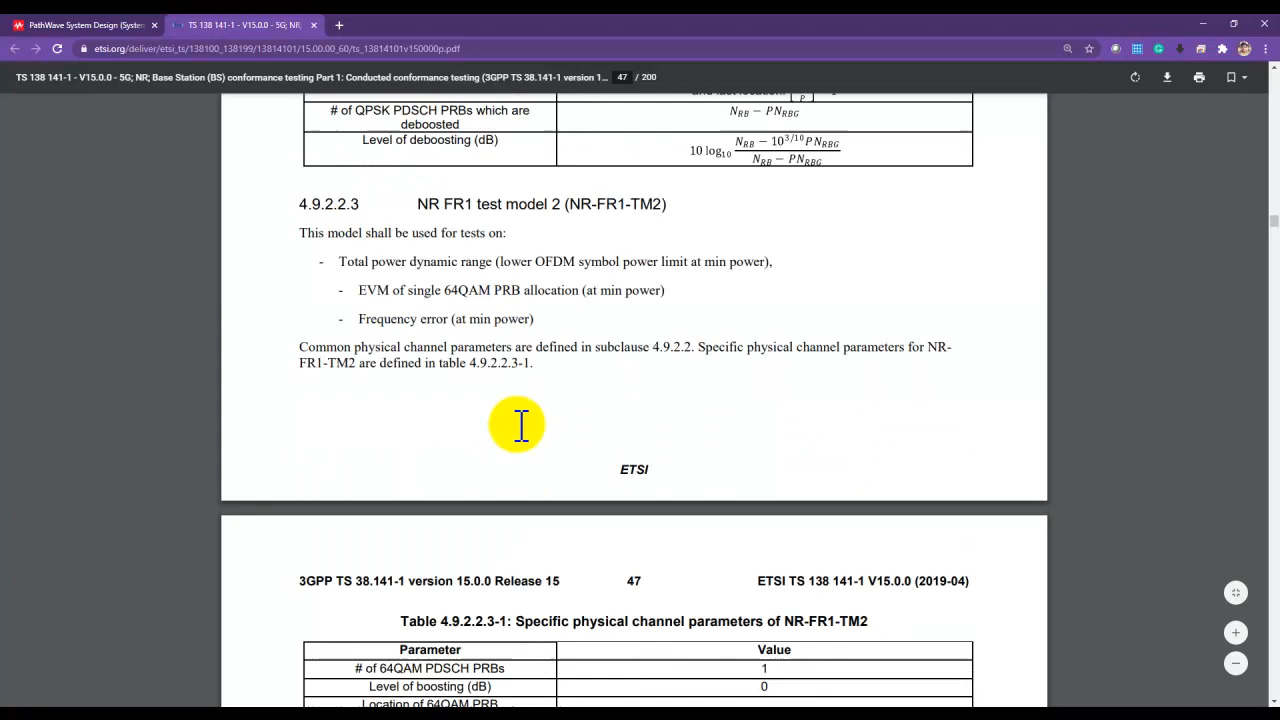 PathWave System Design (System
TS 138 141-1 - V15.0.0 - 5G; NR;
etsi.org/deliver/etsi_ts/138100_138199/13814101/15.00.00_60/ts_13814101v150000p.pdf
TS 138 141-1 - V15.0.0 - 5G; NR; Base Station (BS) conformance testing Part 1: Conducted conformance testing (3GPP TS 38.141-1 version 1... 47 / 200
# of QPSK PDSCH PRBs which are deboosted
N_RB − PN_RBG
Level of deboosting (dB)
10 log₁₀ (N_RB − 10^(3/10) PN_RBG) / (N_RB − PN_RBG)
4.9.2.2.3 NR FR1 test model 2 (NR-FR1-TM2)
This model shall be used for tests on:
- Total power dynamic range (lower OFDM symbol power limit at min power),
- EVM of single 64QAM PRB allocation (at min power)
- Frequency error (at min power)
Common physical channel parameters are defined in subclause 4.9.2.2. Specific physical channel parameters for NR-
FR1-TM2 are defined in table 4.9.2.2.3-1.
ETSI
3GPP TS 38.141-1 version 15.0.0 Release 15 47 ETSI TS 138 141-1 V15.0.0 (2019-04)
Table 4.9.2.2.3-1: Specific physical channel parameters of NR-FR1-TM2
Parameter Value
# of 64QAM PDSCH PRBs 1
Level of boosting (dB) 0
Location of 64QAM PRB